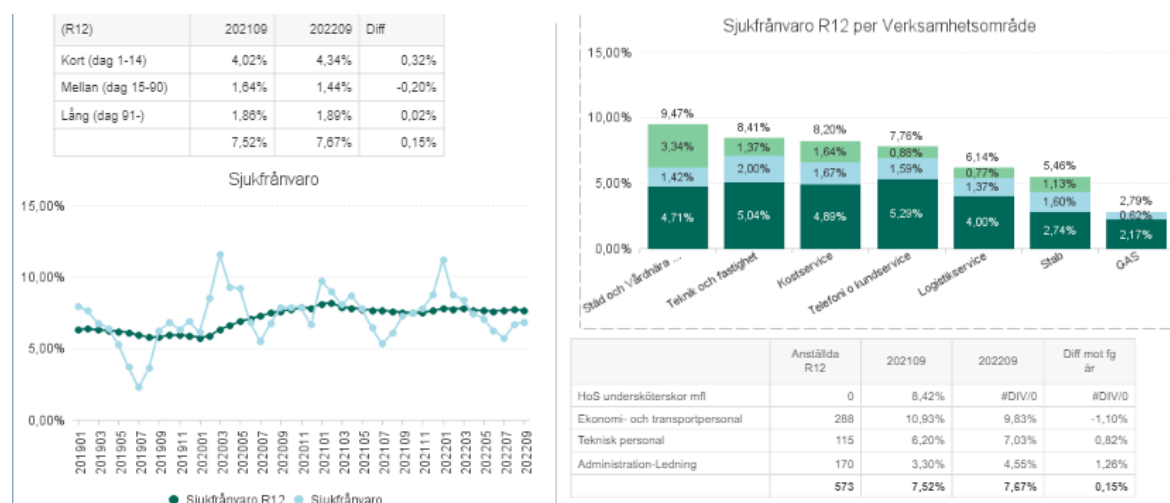 (R12) 202109 202209 Diff
Kort (dag 1-14) 4,02% 4,34% 0,32%
Mellan (dag 15-90) 1,64% 1,44% -0,20%
Lång (dag 91-) 1,86% 1,89% 0,02%
7,52% 7,67% 0,15%
Sjukfrånvaro
15,00%
10,00%
5,00%
0,00%
201901 201903 201905 201907 201909 201911 202001 202003 202005 202007 202009 202011 202101 202103 202105 202107 202109 202111 202201 202203 202205 202207 202209
Sjukfrånvaro R12 Sjukfrånvaro
Sjukfrånvaro R12 per Verksamhetsområde
15,00%
10,00%
5,00%
0,00%
9,47% 8,41% 8,20% 7,76% 6,14% 5,46% 2,79%
3,34% 1,37% 1,64% 0,88% 0,77% 1,13%
1,42% 2,00% 1,67% 1,59% 1,37% 1,60% 0,62%
4,71% 5,04% 4,89% 5,29% 4,00% 2,74% 2,17%
Städ och Vårdnära ...
Teknik och fastighet
Kostservice
Telefoni o kundservice
Logistikservice
Stab
GAS
Anställda R12 202109 202209 Diff mot fg år
HoS undersköterskor mfl 0 8,42% #DIV/0 #DIV/0
Ekonomi- och transportpersonal 288 10,93% 9,83% -1,10%
Teknisk personal 115 6,20% 7,03% 0,82%
Administration-Ledning 170 3,30% 4,55% 1,26%
573 7,52% 7,67% 0,15%